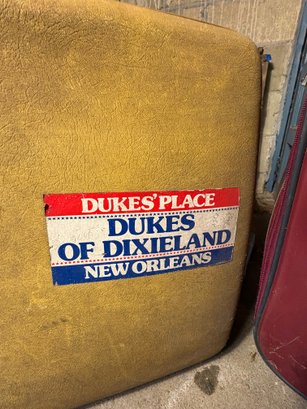 DUKES' PLACE
DUKES
OF DIXIELAND
NEW ORLEANS